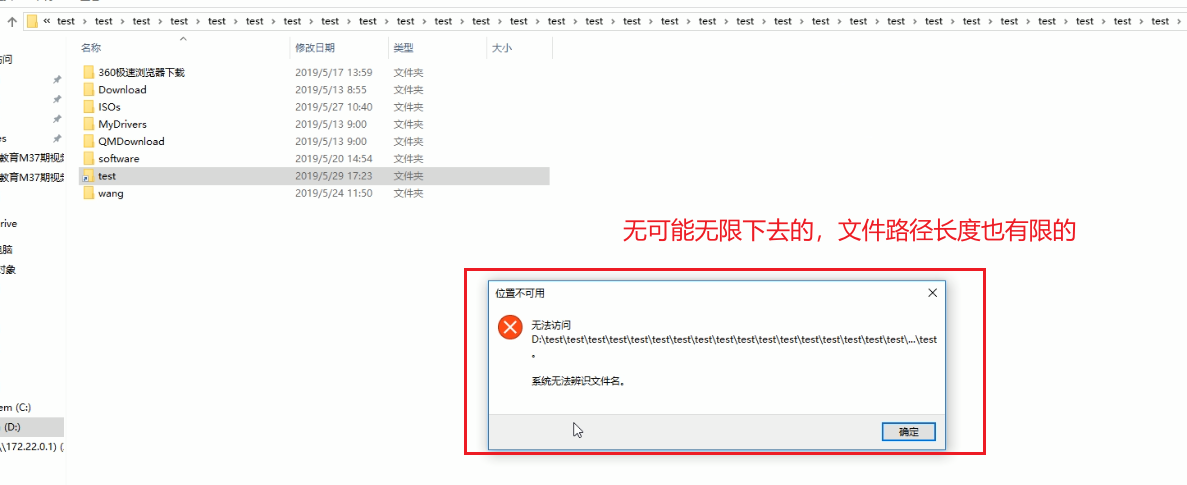 « test › test › test › test › test › test › test › test › test › test › test › test › test › test › test › test › test › test › test › test › test › test › test › test › test › test › test › test › test › test ›
名称 修改日期 类型 大小
访问
360极速浏览器下载 2019/5/17 13:59 文件夹
Download 2019/5/13 8:55 文件夹
ISOs 2019/5/27 10:40 文件夹
MyDrivers 2019/5/13 9:00 文件夹
es QMDownload 2019/5/13 9:00 文件夹
教育M37期视频 software 2019/5/20 14:54 文件夹
教育M37期视频 test 2019/5/29 17:23 文件夹
wang 2019/5/24 11:50 文件夹
rive
无可能无限下去的，文件路径长度也有限的
电脑
对象
位置不可用
无法访问
D:\test\test\test\test\test\test\test\test\test\test\test\test\test\test\test\test\test\...\test
。
系统无法辨识文件名。
em (C:)
(D:)
确定
\\172.22.0.1) (